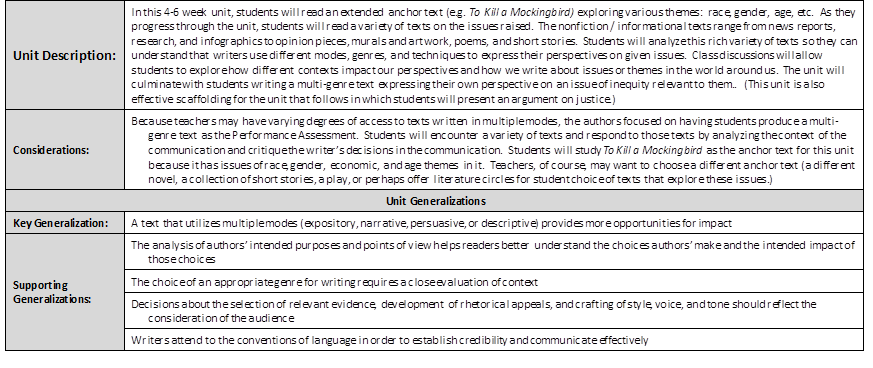 Unit Description:
In this 4-6 week unit, students will read an extended anchor text (e.g. To Kill a Mockingbird) exploring various themes: race, gender, age, etc. As they
progress through the unit, students will read a variety of texts on the issues raised. The nonfiction / informational texts range from news reports,
research, and infographics to opinion pieces, murals and artwork, poems, and short stories. Students will analyze this rich variety of texts so they can
understand that writers use different modes, genres, and techniques to express their perspectives on given issues. Class discussions will allow
students to explore how different contexts impact our perspectives and how we write about issues or themes in the world around us. The unit will
culminate with students writing a multi-genre text expressing their own perspective on an issue of inequity relevant to them.. (This unit is also
effective scaffolding for the unit that follows in which students will present an argument on justice.)
Considerations:
Because teachers may have varying degrees of access to texts written in multiple modes, the authors focused on having students produce a multi-
genre text as the Performance Assessment. Students will encounter a variety of texts and respond to those texts by analyzing the context of the
communication and critique the writer's decisions in the communication. Students will study To Kill a Mockingbird as the anchor text for this unit
because it has issues of race, gender, economic, and age themes in it. Teachers, of course, may want to choose a different anchor text (a different
novel, a collection of short stories, a play, or perhaps offer literature circles for student choice of texts that explore these issues.)
Unit Generalizations
Key Generalization:
A text that utilizes multiple modes (expository, narrative, persuasive, or descriptive) provides more opportunities for impact
Supporting
Generalizations:
The analysis of authors' intended purposes and points of view helps readers better understand the choices authors' make and the intended impact of
those choices
The choice of an appropriate genre for writing requires a close evaluation of context
Decisions about the selection of relevant evidence, development of rhetorical appeals, and crafting of style, voice, and tone should reflect the
consideration of the audience
Writers attend to the conventions of language in order to establish credibility and communicate effectively